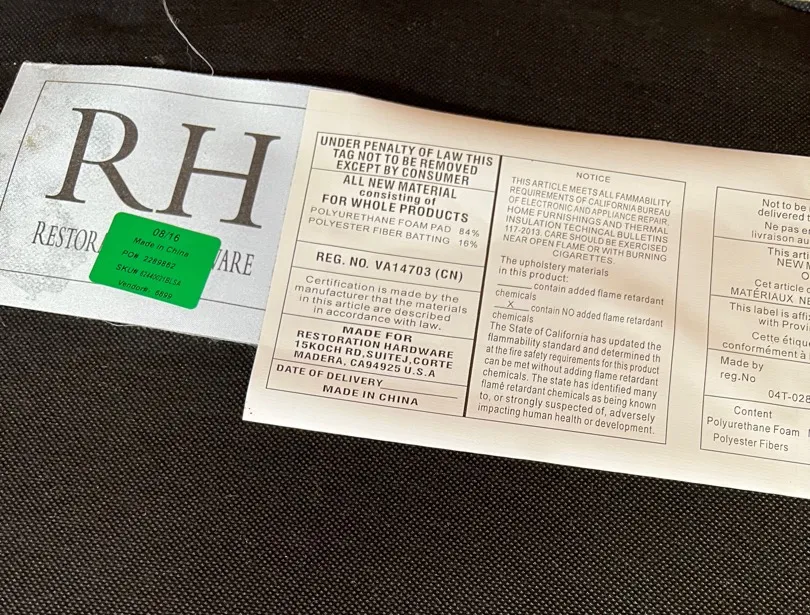 RH
RESTOR WARE
08/16
Made in China
PO# 2289882
Vendor#: 8899
UNDER PENALTY OF LAW THIS
TAG NOT TO BE REMOVED
EXCEPT BY CONSUMER
ALL NEW MATERIAL
consisting of
FOR WHOLE PRODUCTS
POLYURETHANE FOAM PAD 84%
POLYESTER FIBER BATTING 16%
REG. NO. VA14703 (CN)
Certification is made by the
manufacturer that the materials
in this article are described
in accordance with law.
MADE FOR
RESTORATION HARDWARE
15KOCH RD,SUITEJ,CORTE
MADERA, CA94925 U.S.A
DATE OF DELIVERY
MADE IN CHINA
NOTICE
THIS ARTICLE MEETS ALL FAMMABILITY
REQUIREMENTS OF CALIFORNIA BUREAU
OF ELECTRONIC AND APPLIANCE REPAIR,
HOME FURNISHINGS AND THERMAL
INSULATION TECHINCAL BULLETINS
117-2013. CARE SHOULD BE EXERCISED
NEAR OPEN FLAME OR WITH BURNING
CIGARETTES.
The upholstery materials
in this product:
contain added flame retardant
chemicals
X contain NO added flame retardant
chemicals
The State of California has updated the
flammability standard and determined th
at the fire safety requirements for this product
can be met without adding flame retardant
chemicals. The state has identified many
flame retardant chemicals as being known
to, or strongly suspected of, adversely
impacting human health or development.
Not to be
delivered
Ne pas en
livraison au
This arti
NEW M
O
Cet article c
MATÉRIAUX NE
This label is affix
with Provi
Cette étique
conformément à
Made by
reg.No
04T-028
Content
Polyurethane Foam
Polyester Fibers